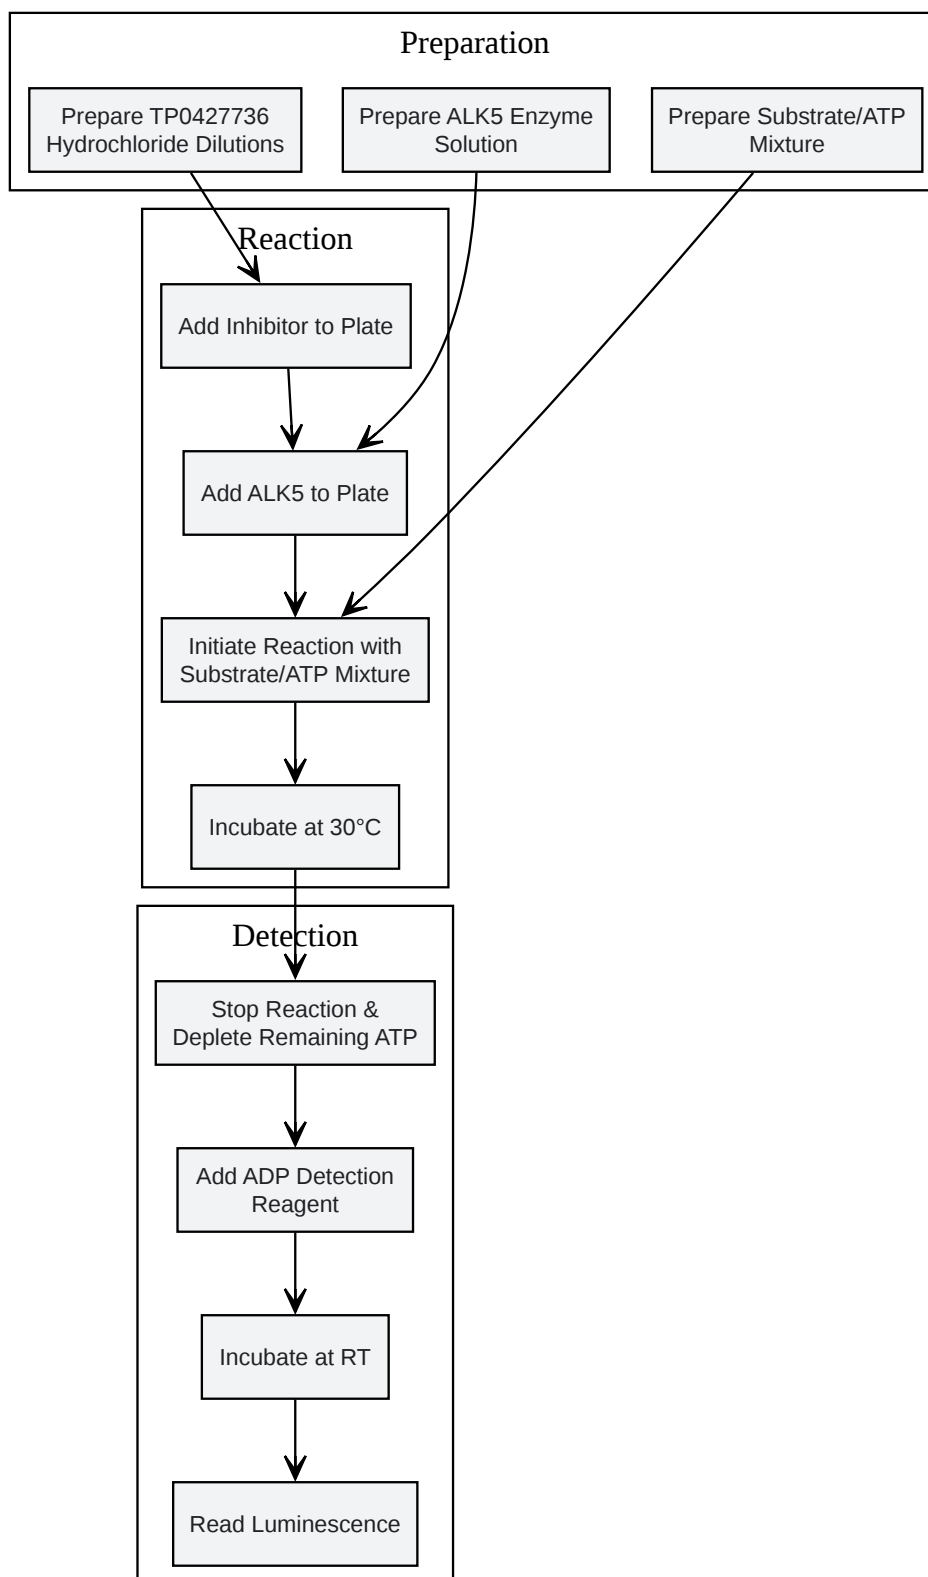 Preparation
Prepare TP0427736
Hydrochloride Dilutions
Prepare ALK5 Enzyme
Solution
Prepare Substrate/ATP
Mixture
Reaction
Add Inhibitor to Plate
Add ALK5 to Plate
Initiate Reaction with
Substrate/ATP Mixture
Incubate at 30°C
Detection
Stop Reaction &
Deplete Remaining ATP
Add ADP Detection
Reagent
Incubate at RT
Read Luminescence